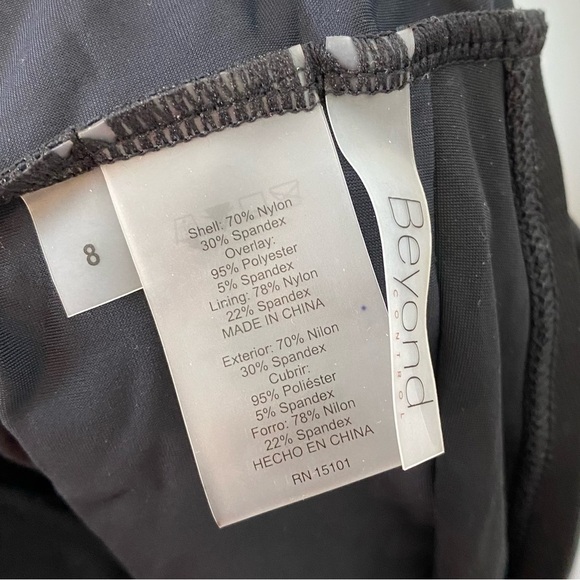 8
Shell: 70% Nylon
30% Spandex
Overlay:
95% Polyester
5% Spandex
Lining: 78% Nylon
22% Spandex
MADE IN CHINA
Exterior: 70% Nilon
30% Spandex
Cubrir:
95% Poliéster
5% Spandex
Forro: 78% Nilon
22% Spandex
HECHO EN CHINA
RN 15101
Beyond
CONTROL